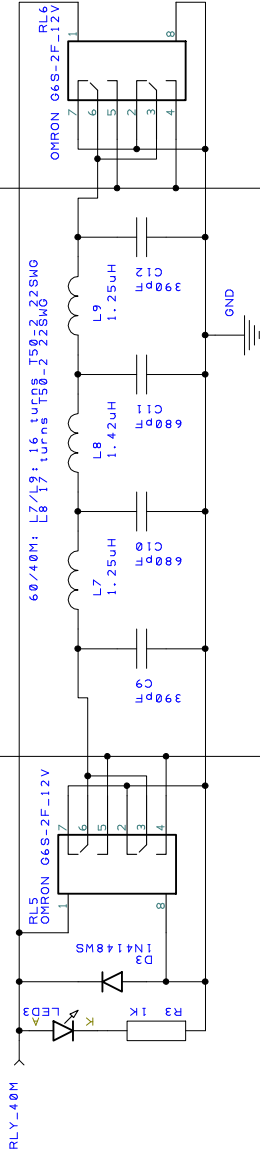 RL6
OMRON G6S-2F_12V
1
8
7
6
5
2
3
4
C12
390pF
L9
1.25uH
GND
60/40M: L7/L9: 16 turns T50-2 22SWG
L8 17 turns T50-2 22SWG
C11
680pF
L8
1.42uH
C10
680pF
L7
1.25uH
C9
390pF
7
6
5
2
3
4
RL5
OMRON G6S-2F_12V
1
8
D3
1N4148WS
LED3
A
K
R3 1K
RLY_40M